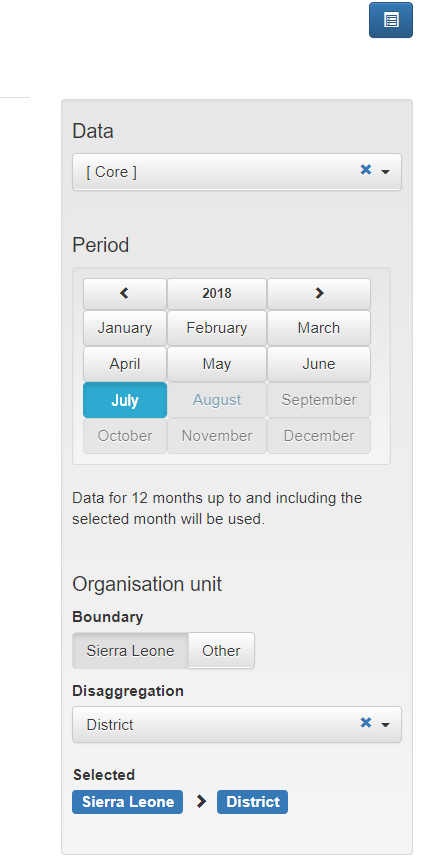 Data
[ Core ]
Period
2018
January February March
April May June
July August September
October November December
Data for 12 months up to and including the
selected month will be used.
Organisation unit
Boundary
Sierra Leone Other
Disaggregation
District
Selected
Sierra Leone > District